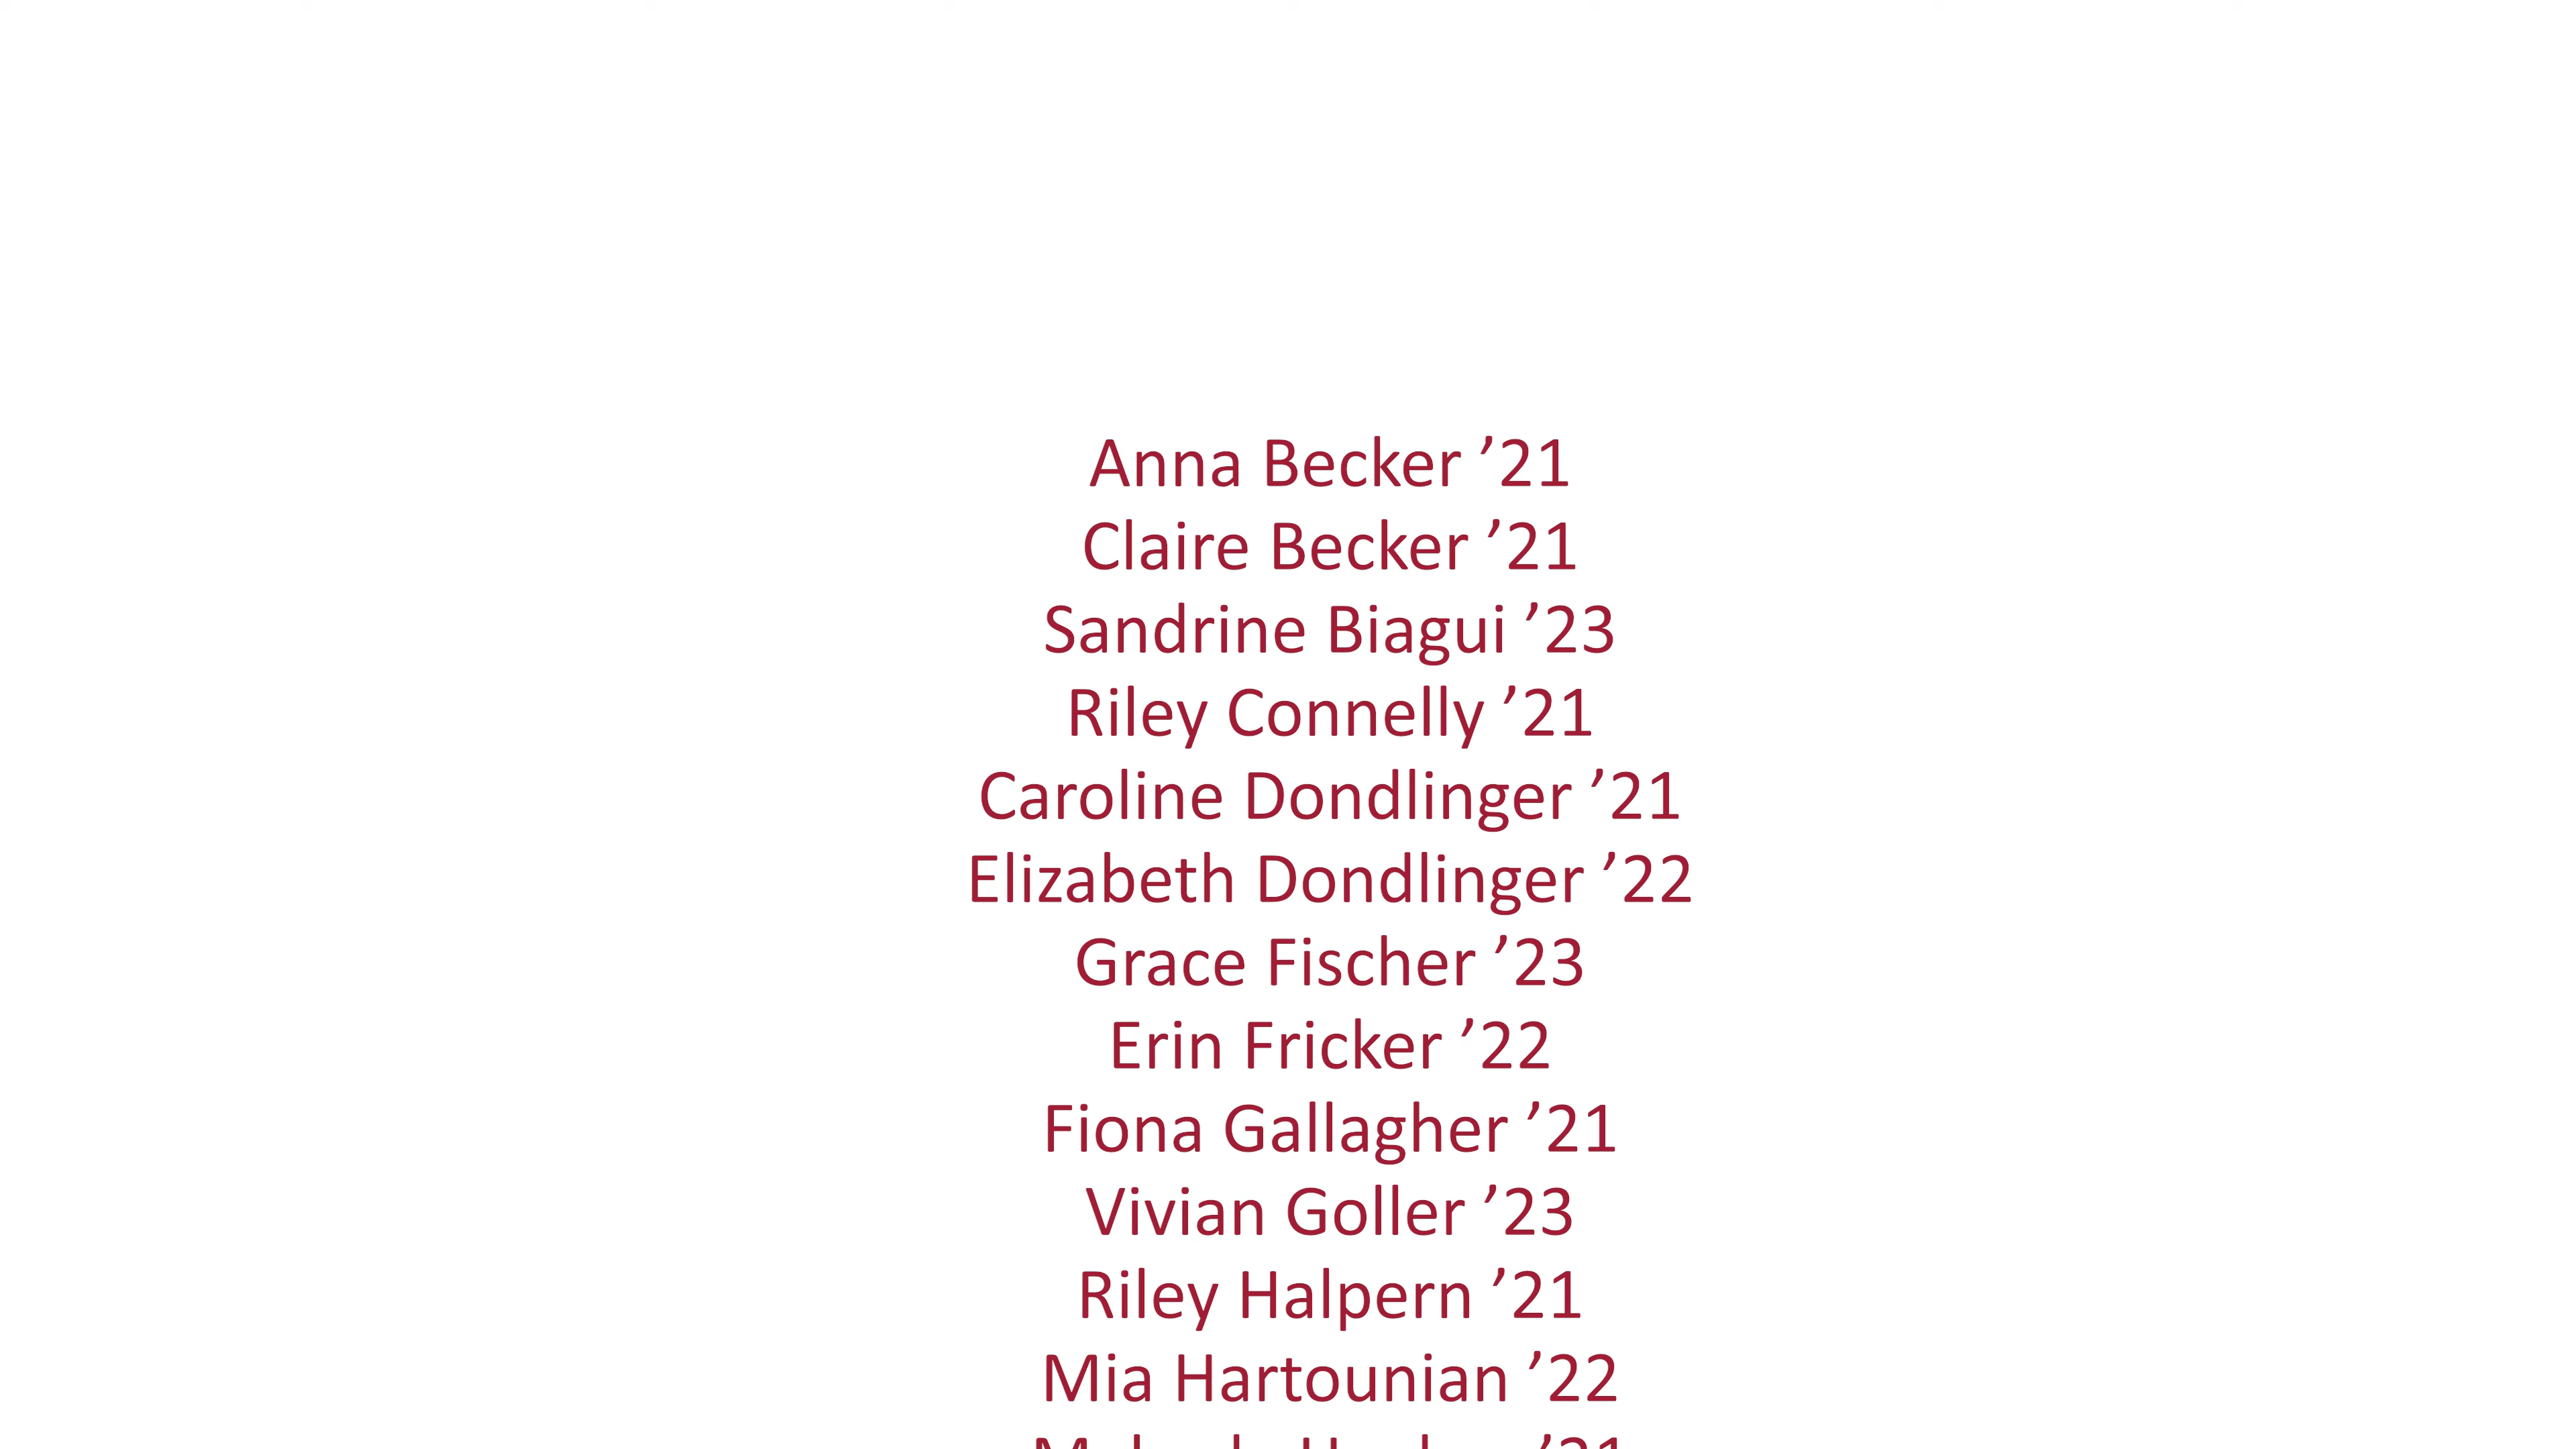 Anna Becker ’21
Claire Becker ’21
Sandrine Biagui ’23
Riley Connelly ’21
Caroline Dondlinger ’21
Elizabeth Dondlinger ’22
Grace Fischer ’23
Erin Fricker ’22
Fiona Gallagher ’21
Vivian Goller ’23
Riley Halpern ’21
Mia Hartounian ’22
’21